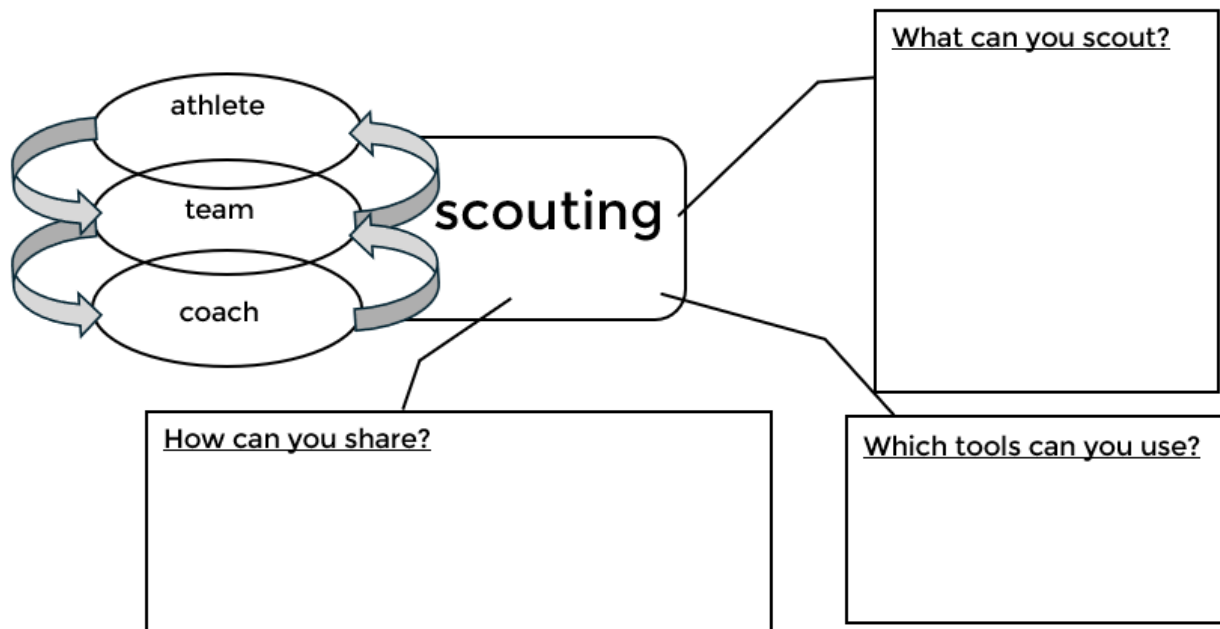 athlete
team
coach
scouting
What can you scout?
How can you share?
Which tools can you use?